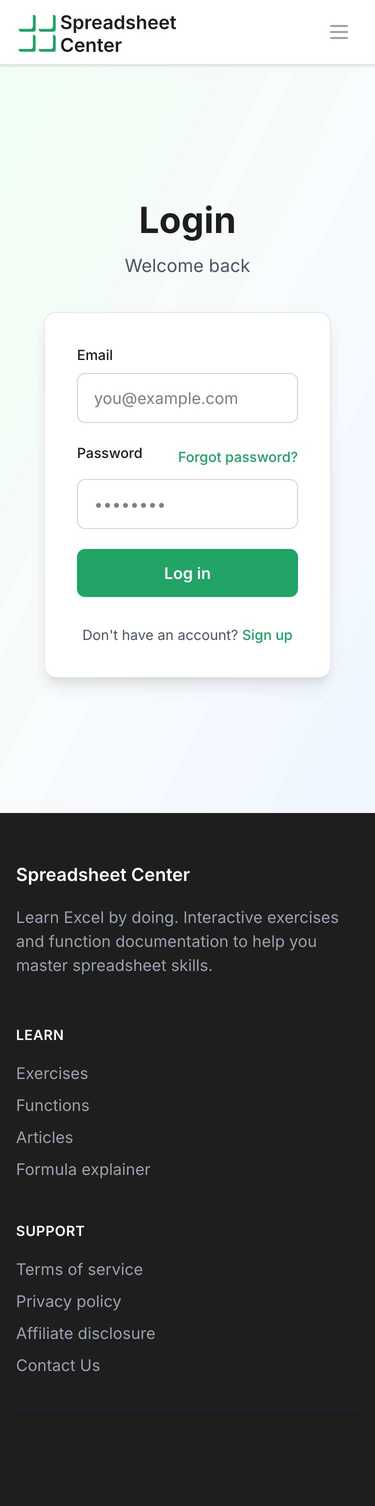 Spreadsheet
Center
Login
Welcome back
Email
you@example.com
Password
Forgot password?
Log in
Don't have an account? Sign up
Spreadsheet Center
Learn Excel by doing. Interactive exercises
and function documentation to help you
master spreadsheet skills.
LEARN
Exercises
Functions
Articles
Formula explainer
SUPPORT
Terms of service
Privacy policy
Affiliate disclosure
Contact Us